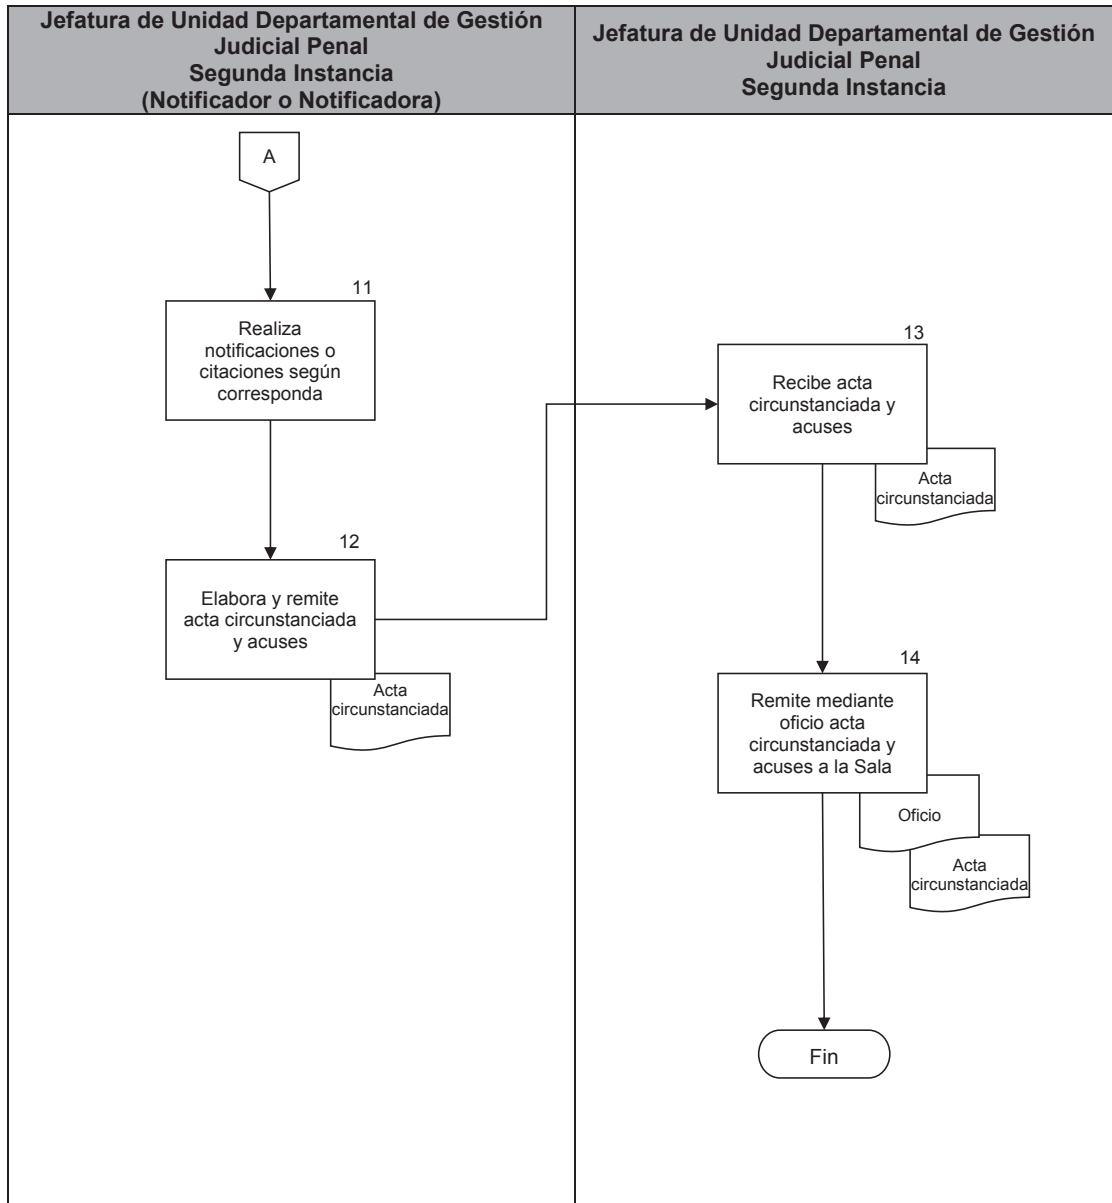 Jefatura de Unidad Departamental de Gestión
Judicial Penal
Segunda Instancia
(Notificador o Notificadora)
Jefatura de Unidad Departamental de Gestión
Judicial Penal
Segunda Instancia
A
11
Realiza
notificaciones o
citaciones según
corresponda
12
Elabora y remite
acta circunstanciada
y acuses
Acta
circunstanciada
13
Recibe acta
circunstanciada y
acuses
Acta
circunstanciada
14
Remite mediante
oficio acta
circunstanciada y
acuses a la Sala
Oficio
Acta
circunstanciada
Fin